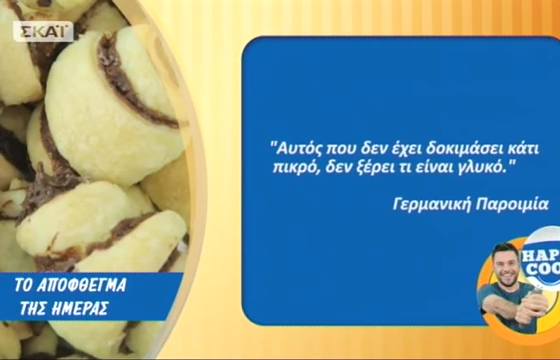 ΣΚΑΪ
"Αυτός που δεν έχει δοκιμάσει κάτι
πικρό, δεν ξέρει τι είναι γλυκό."
Γερμανική Παροιμία
HAP
COO
ΤΟ ΑΠΟΦΘΕΓΜΑ
ΤΗΣ ΗΜΕΡΑΣ